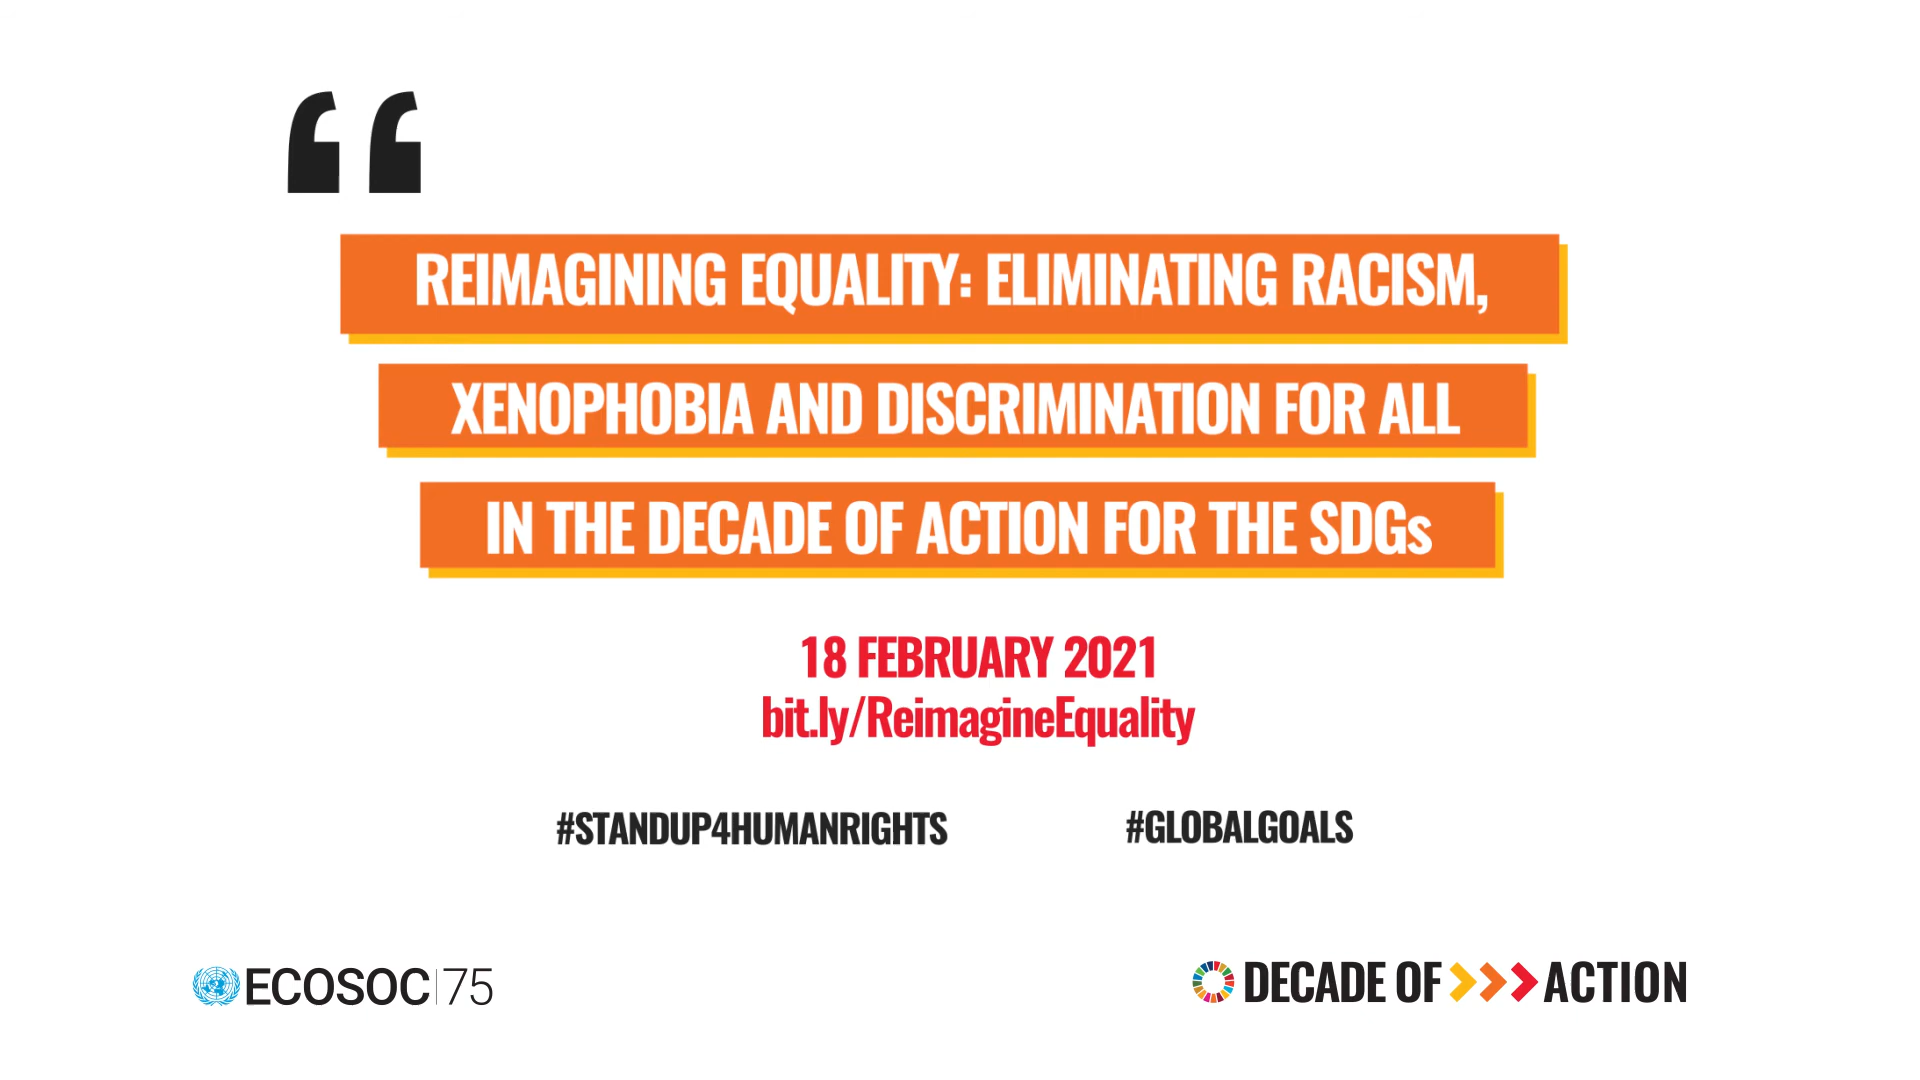 “
REIMAGINING EQUALITY: ELIMINATING RACISM,
XENOPHOBIA AND DISCRIMINATION FOR ALL
IN THE DECADE OF ACTION FOR THE SDGs
18 FEBRUARY 2021
bit.ly/ReimagineEquality
#STANDUP4HUMANRIGHTS #GLOBALGOALS
ECOSOC|75 DECADE OF >>> ACTION